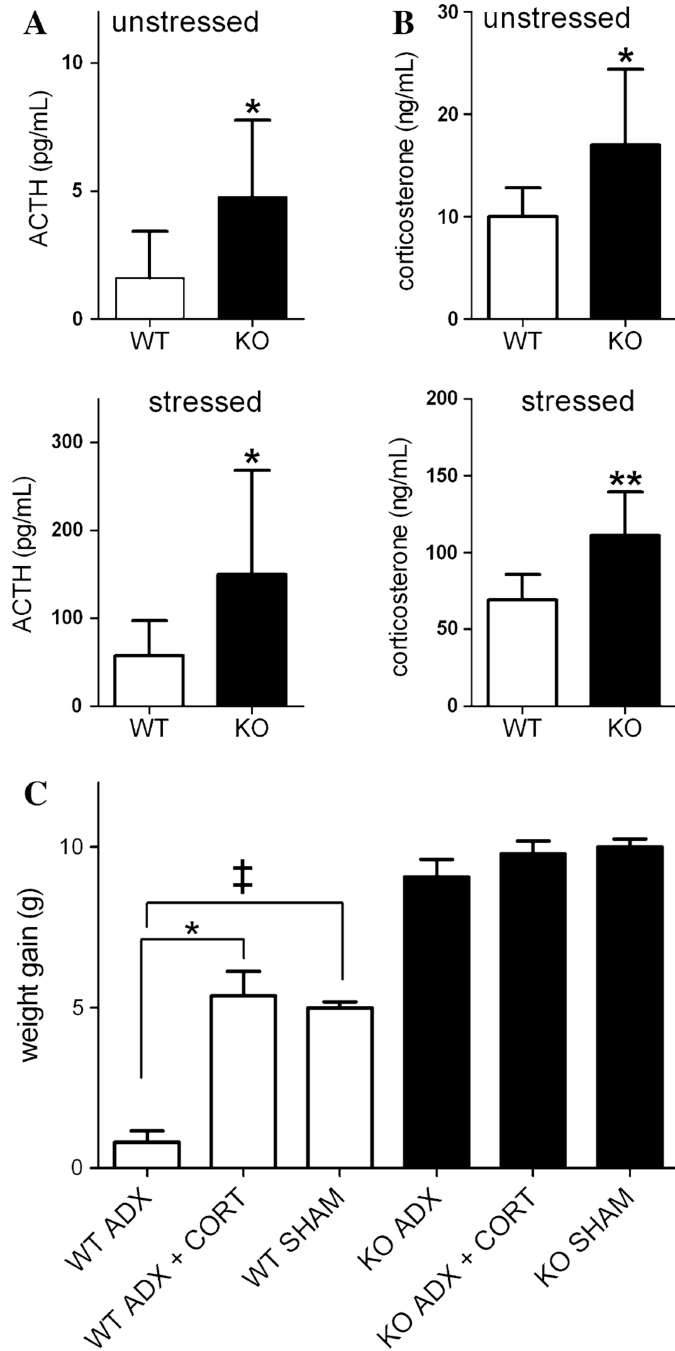 A
unstressed
ACTH (pg/mL)
10
5
0
*
WT
KO
B
unstressed
corticosterone (ng/mL)
30
20
10
0
*
WT
KO
stressed
ACTH (pg/mL)
300
200
100
0
*
WT
KO
stressed
corticosterone (ng/mL)
200
150
100
50
0
**
WT
KO
C
weight gain (g)
10
5
0
‡
*
WT ADX
WT ADX + CORT
WT SHAM
KO ADX
KO ADX + CORT
KO SHAM